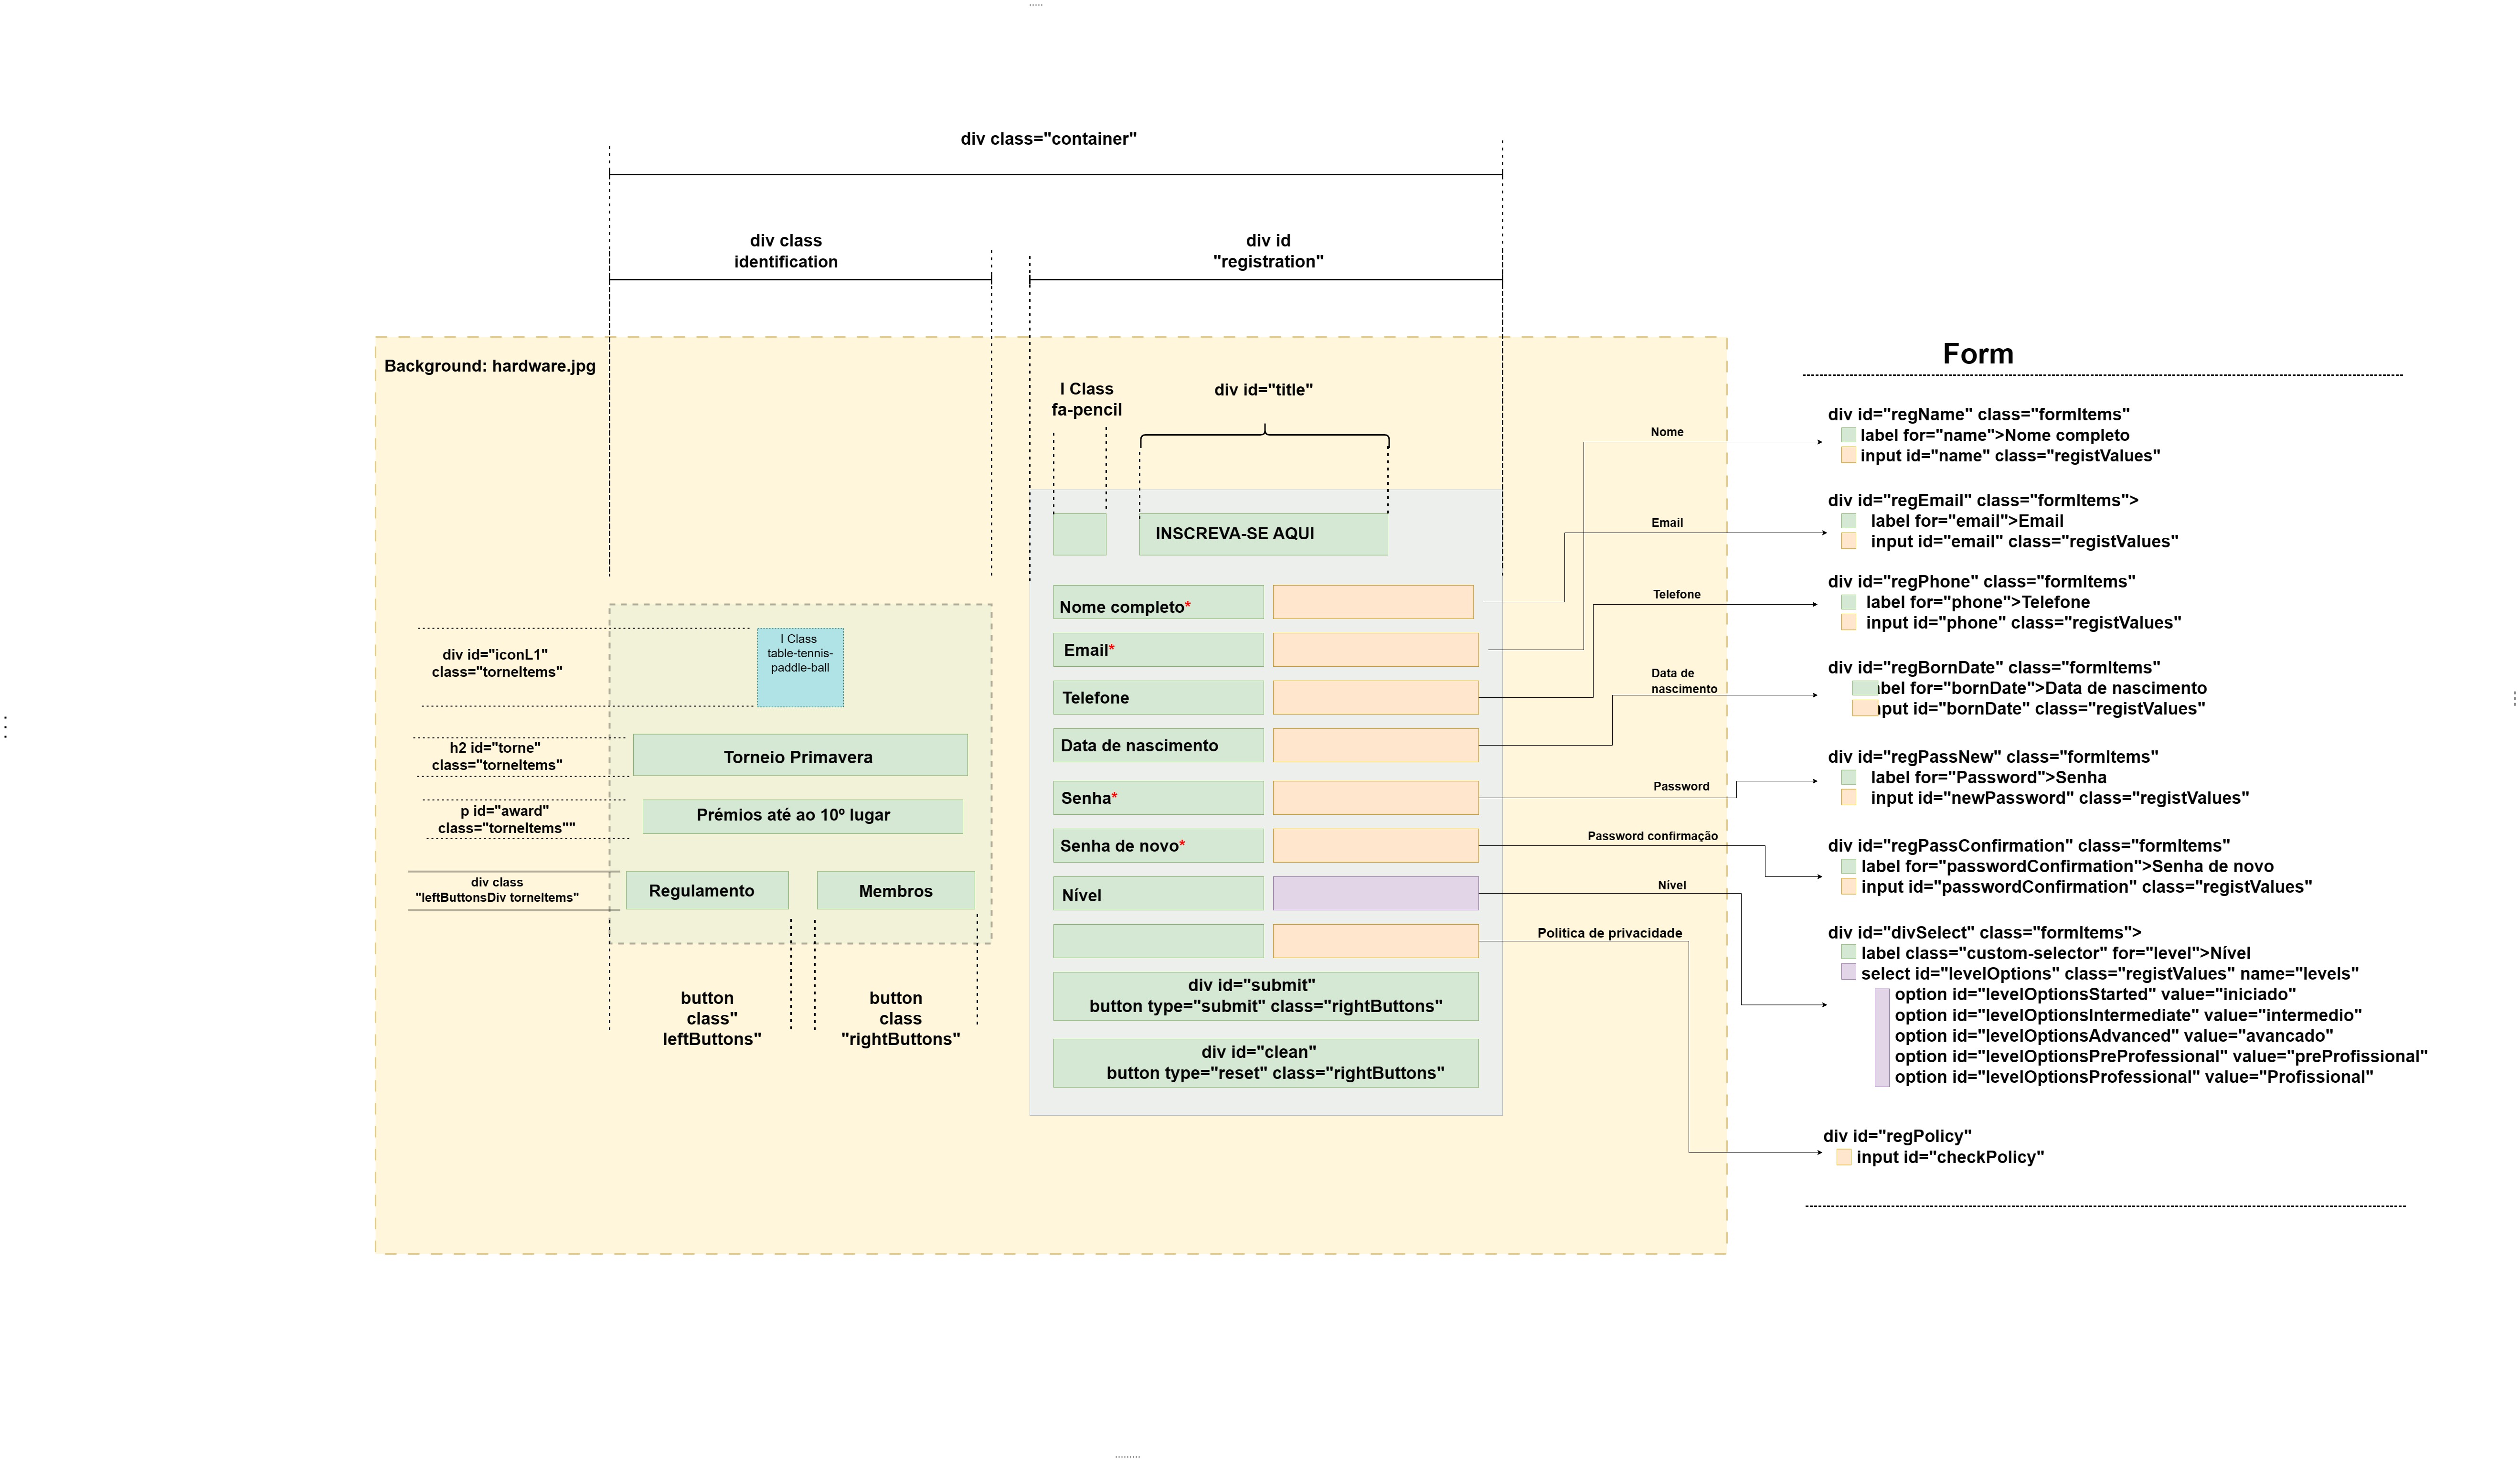 div class="container"
div class
identification
div id
"registration"
Background: hardware.jpg
I Class
fa-pencil
div id="title"
INSCREVA-SE AQUI
Nome completo*
Email*
Telefone
Data de nascimento
Senha*
Senha de novo*
Nível
div id="submit"
button type="submit" class="rightButtons"
div id="clean"
button type="reset" class="rightButtons"
div id="iconL1"
class="torneItems"
I Class
table-tennis-
paddle-ball
h2 id="torne"
class="torneItems"
Torneio Primavera
p id="award"
class="torneItems""
Prémios até ao 10º lugar
div class
"leftButtonsDiv torneItems"
Regulamento
Membros
button
class"
leftButtons"
button
class
"rightButtons"
Nome
Email
Telefone
Data de
nascimento
Password
Password confirmação
Nível
Politica de privacidade
Form
div id="regName" class="formItems"
label for="name">Nome completo
input id="name" class="registValues"
div id="regEmail" class="formItems">
label for="email">Email
input id="email" class="registValues"
div id="regPhone" class="formItems"
label for="phone">Telefone
input id="phone" class="registValues"
div id="regBornDate" class="formItems"
abel for="bornDate">Data de nascimento
nput id="bornDate" class="registValues"
div id="regPassNew" class="formItems"
label for="Password">Senha
input id="newPassword" class="registValues"
div id="regPassConfirmation" class="formItems"
label for="passwordConfirmation">Senha de novo
input id="passwordConfirmation" class="registValues"
div id="divSelect" class="formItems">
label class="custom-selector" for="level">Nível
select id="levelOptions" class="registValues" name="levels"
option id="levelOptionsStarted" value="iniciado"
option id="levelOptionsIntermediate" value="intermedio"
option id="levelOptionsAdvanced" value="avancado"
option id="levelOptionsPreProfessional" value="preProfissional"
option id="levelOptionsProfessional" value="Profissional"
div id="regPolicy"
input id="checkPolicy"